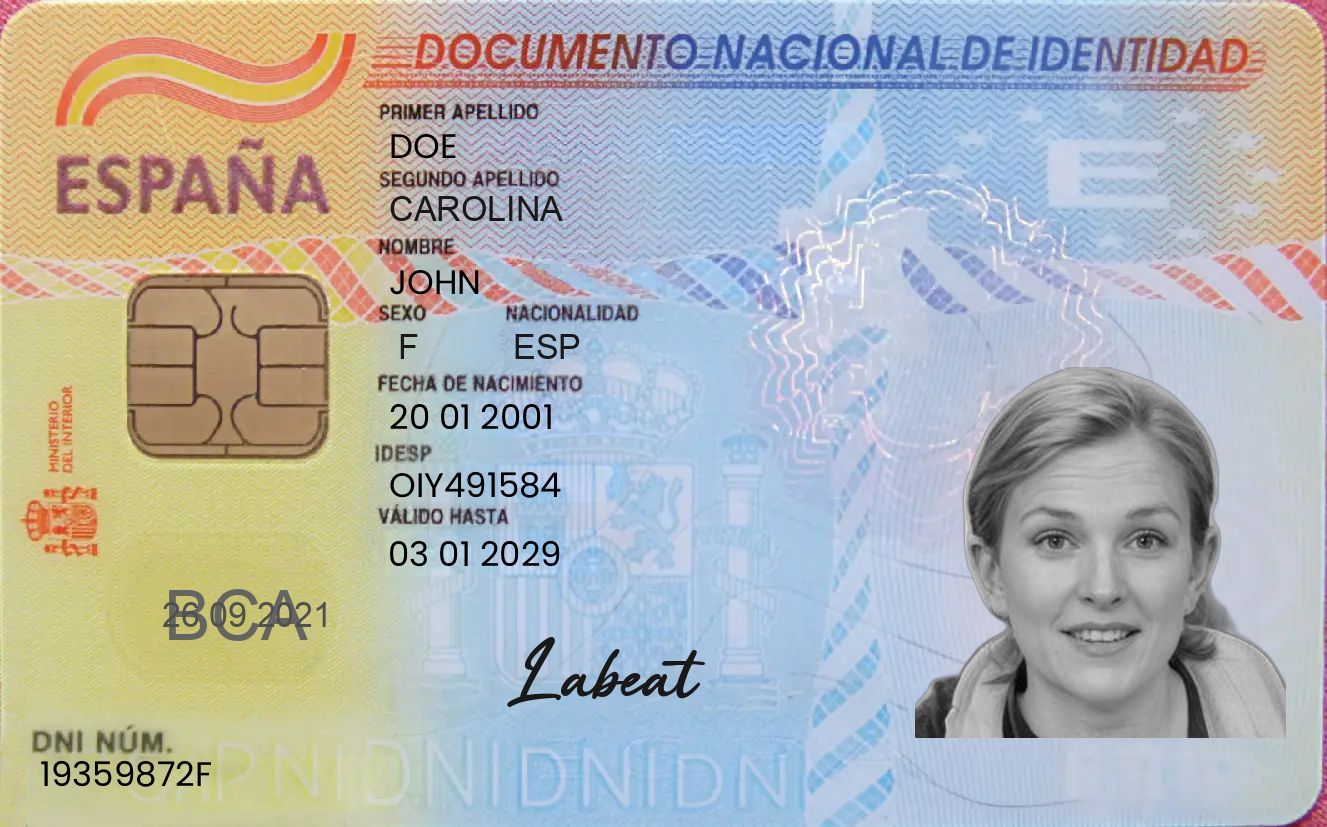 DOCUMENTO NACIONAL DE IDENTIDAD
ESPAÑA
PRIMER APELLIDO
DOE
SEGUNDO APELLIDO
CAROLINA
NOMBRE
JOHN
SEXO NACIONALIDAD
F ESP
FECHA DE NACIMIENTO
20 01 2001
IDESP
OIY491584
VÁLIDO HASTA
03 01 2029
MINISTERIO
DEL INTERIOR
E
BCA
26 09 2021
Labeat
DNI NÚM.
19359872F
DNIDNIDNIDN